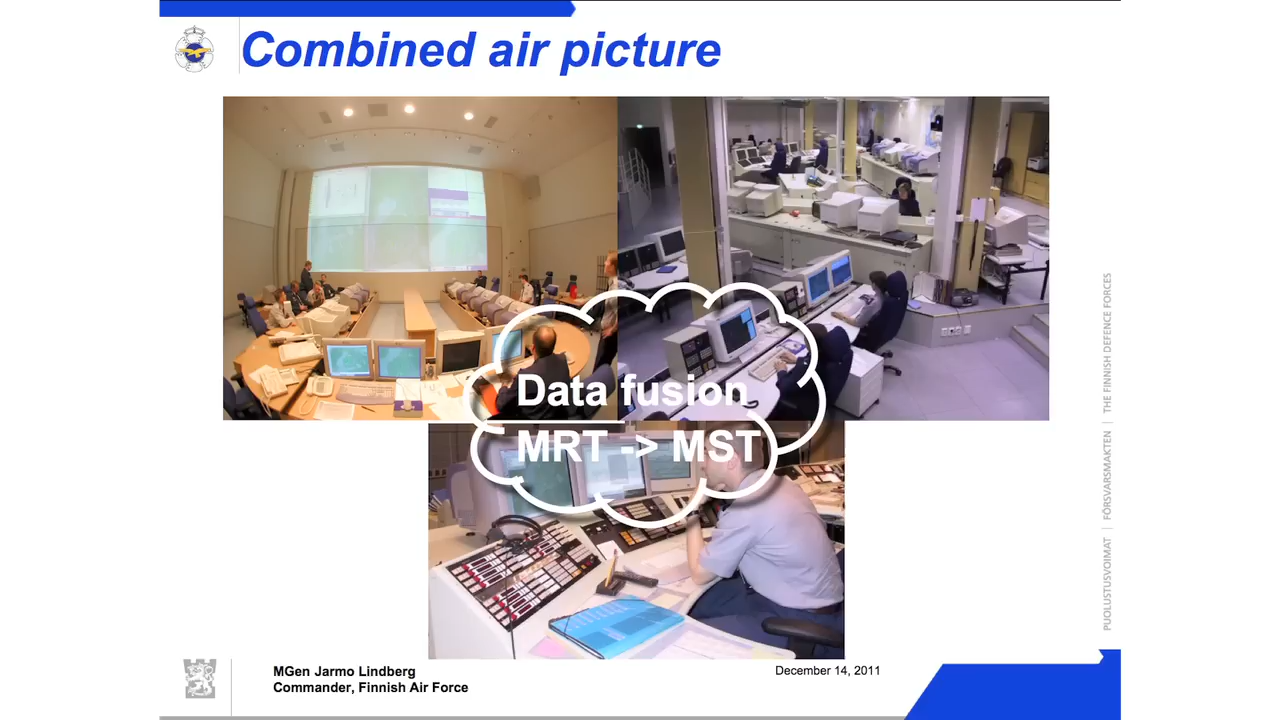 Combined air picture
Data fusion
MRT -> MST
PUOLUSTUSVOIMAT | FÖRSVARSMAKTEN | THE FINNISH DEFENCE FORCES
MGen Jarmo Lindberg
Commander, Finnish Air Force
December 14, 2011